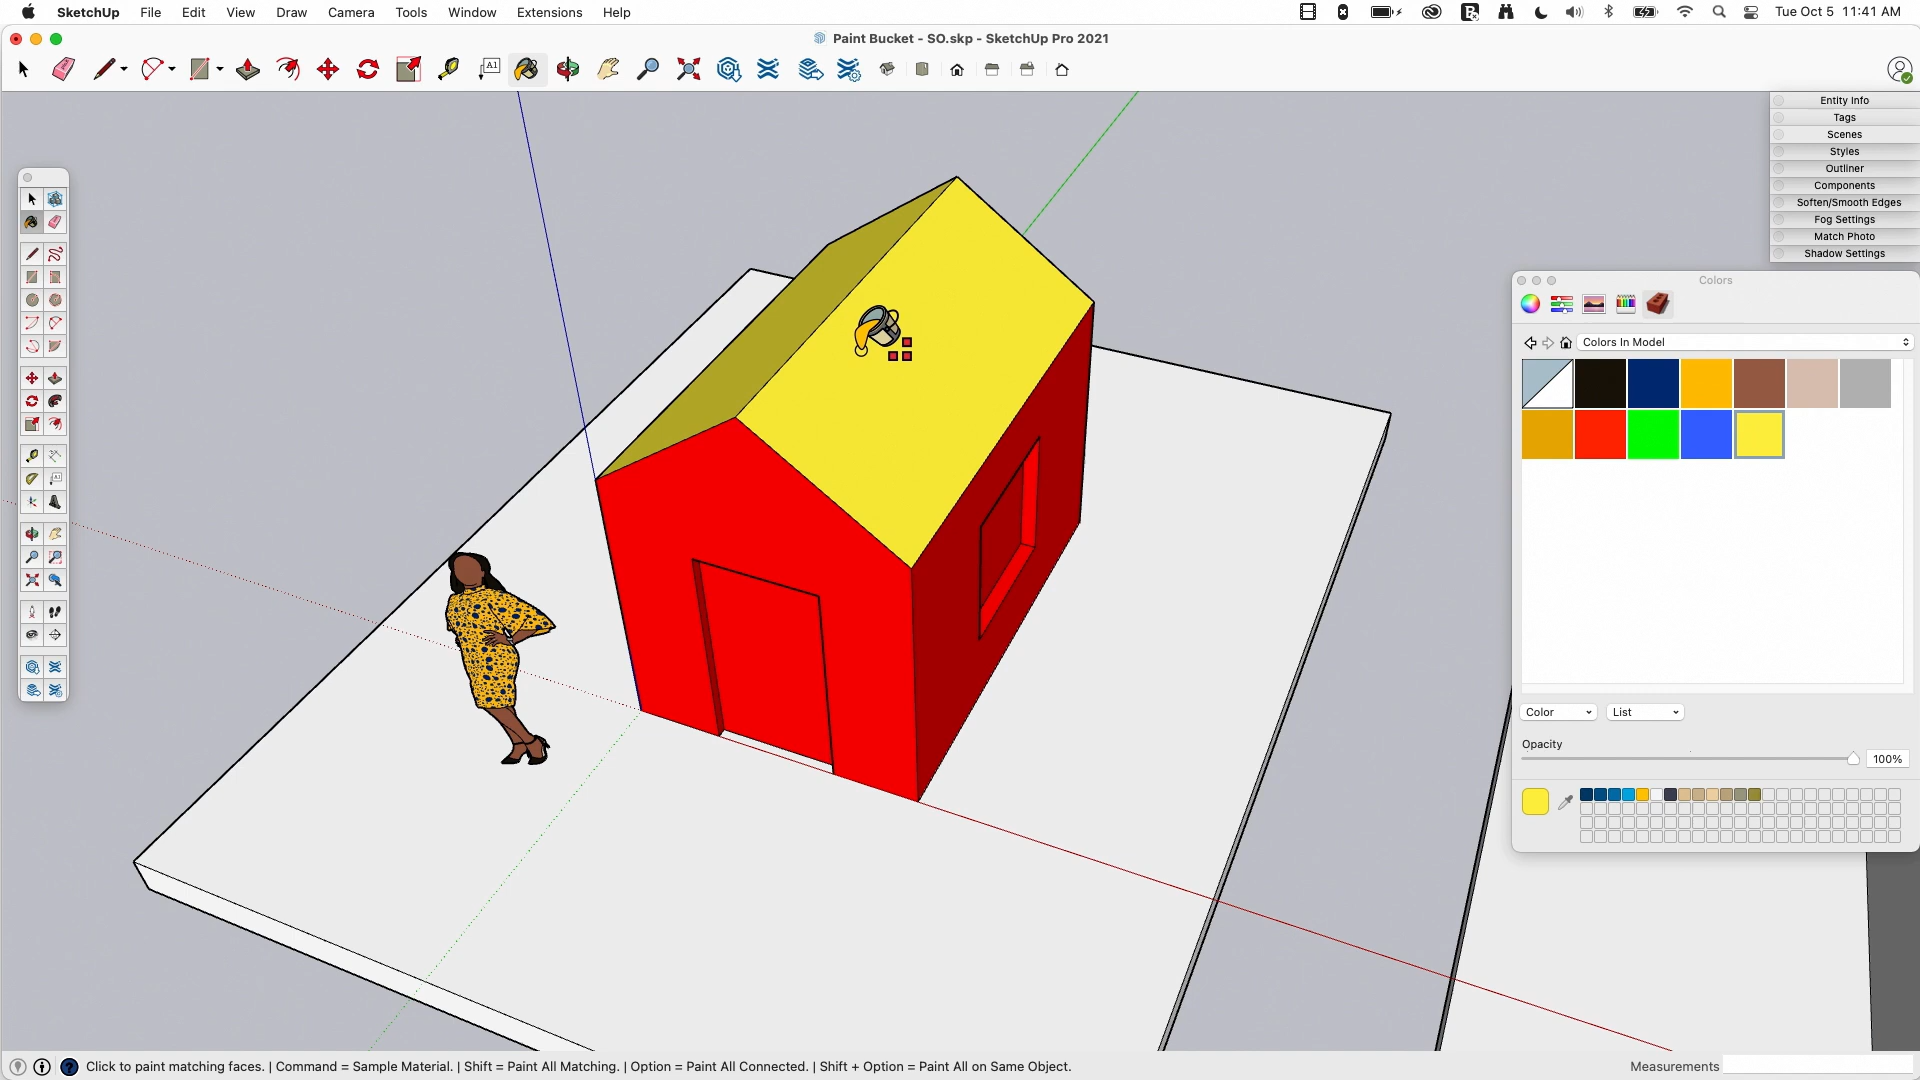 SketchUp File Edit View Draw Camera Tools Window Extensions Help Tue Oct 5 11:41 AM
Paint Bucket - SO.skp - SketchUp Pro 2021
A1
Entity Info
Tags
Scenes
Styles
Outliner
Components
Soften/Smooth Edges
Fog Settings
Match Photo
Shadow Settings
Colors
Colors In Model
Color List
Opacity
100%
Click to paint matching faces. | Command = Sample Material. | Shift = Paint All Matching. | Option = Paint All Connected. | Shift + Option = Paint All on Same Object. Measurements